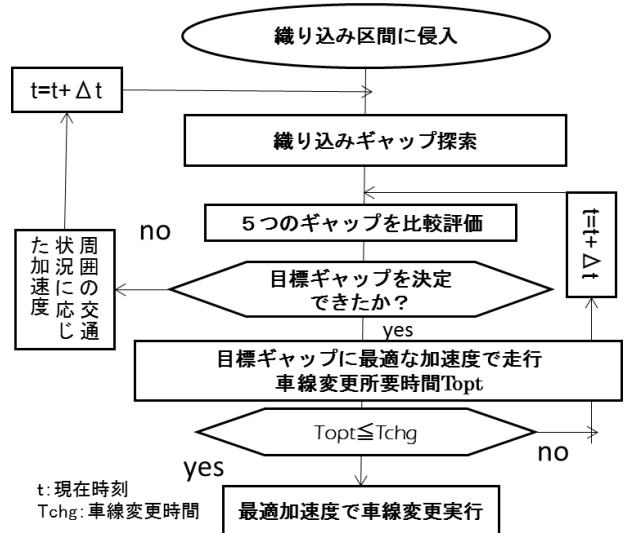 織り込み区間に侵入
t=t+Δt
織り込みギャップ探索
５つのギャップを比較評価
t=t+Δt
no
周囲の交通
状況に応じ
た加速度
目標ギャップを決定
できたか？
yes
目標ギャップに最適な加速度で走行
車線変更所要時間Topt
Topt≦Tchg
no
yes
t:現在時刻
Tchg:車線変更時間
最適加速度で車線変更実行